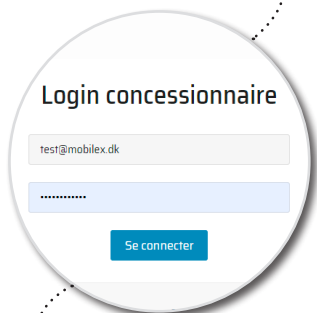 Login concessionnaire
test@mobilex.dk
••••••••••••
Se connecter